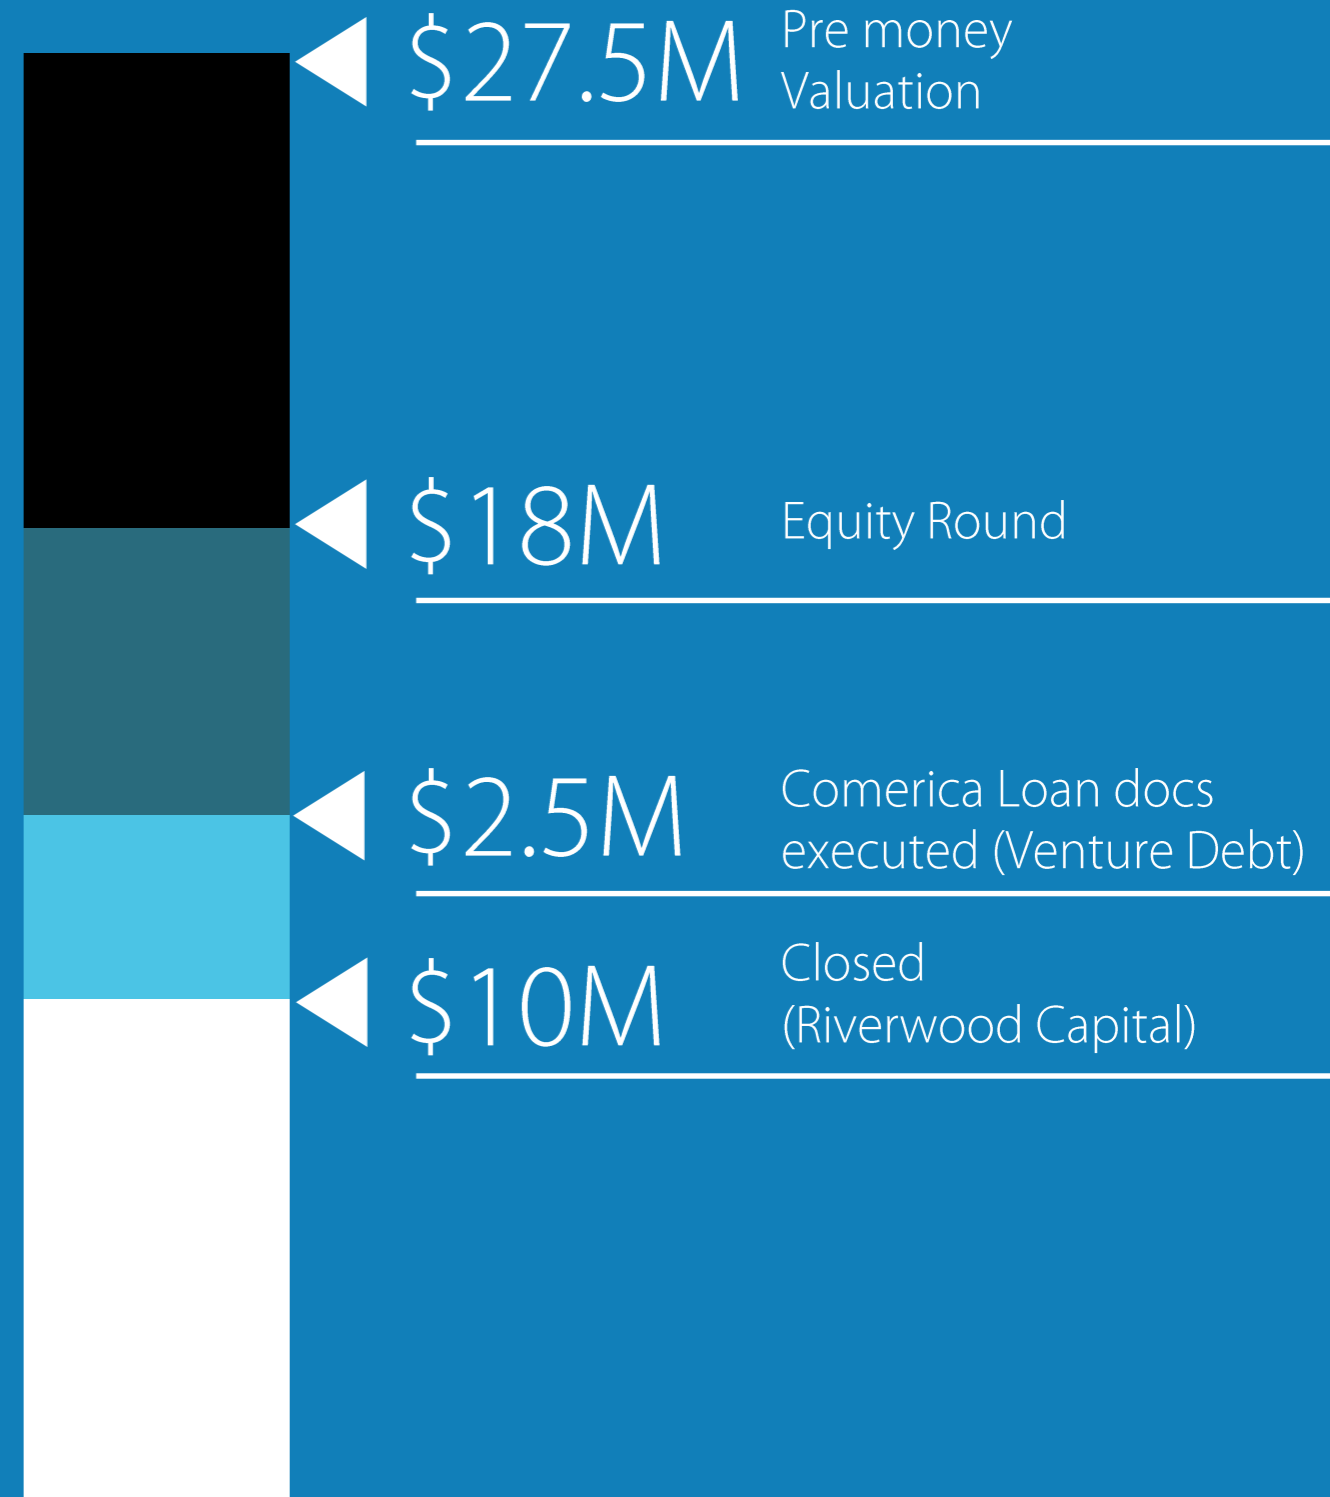 $27.5M
Pre money
Valuation
$18M
Equity Round
$2.5M
Comerica Loan docs
executed (Venture Debt)
$10M
Closed
(Riverwood Capital)